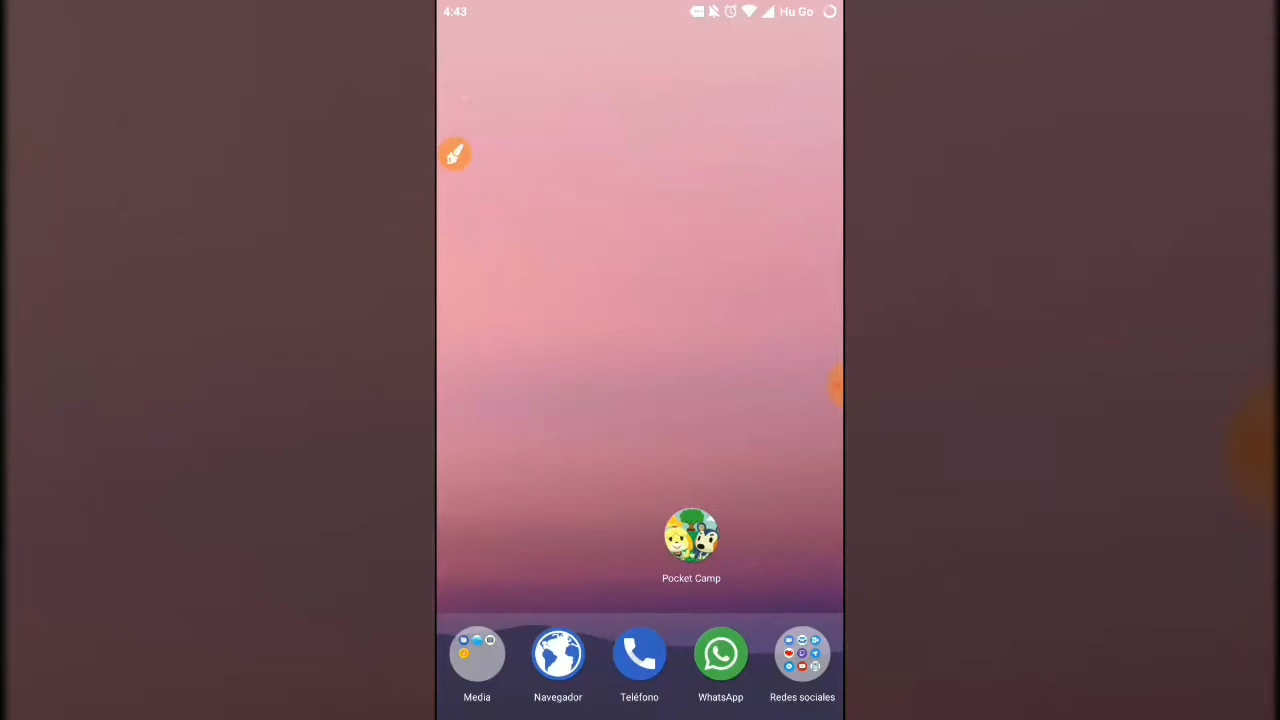 4:43
Hu Go
Pocket Camp
Media
Navegador
Teléfono
WhatsApp
Redes sociales